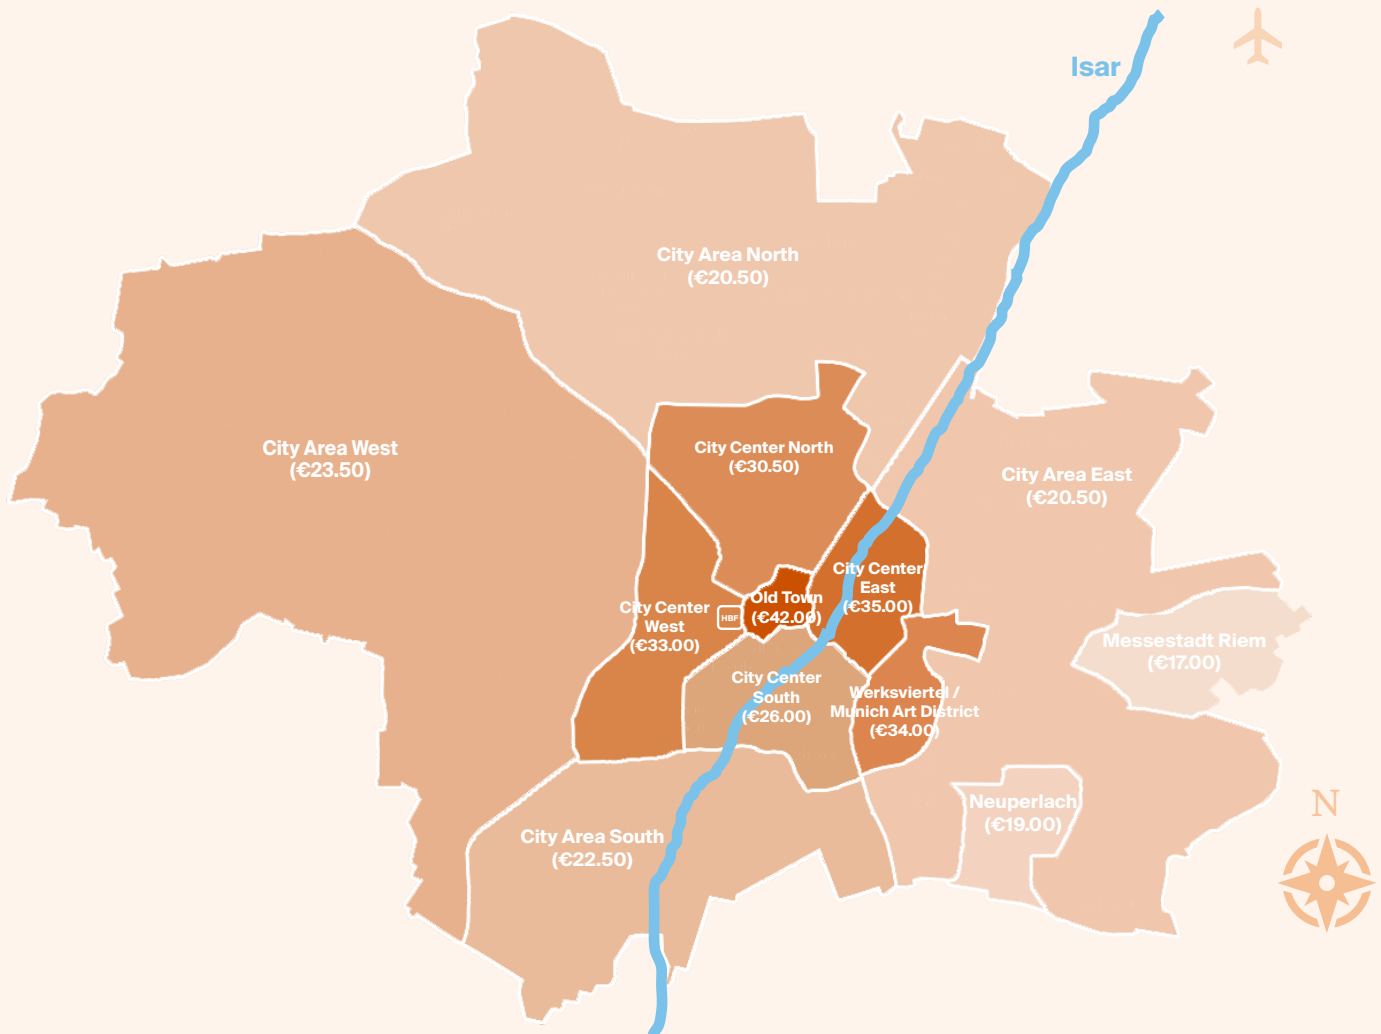 Isar
City Area North
(€20.50)
City Center North
(€30.50)
City Area West
(€23.50)
City Area East
(€20.50)
City Center
East
(€35.00)
Old Town
(€42.00)
HBF
City Center
West
(€33.00)
Messestadt Riem
(€17.00)
City Center
South
(€26.00)
Werksviertel /
Munich Art District
(€34.00)
Neuperlach
(€19.00)
City Area South
(€22.50)
N